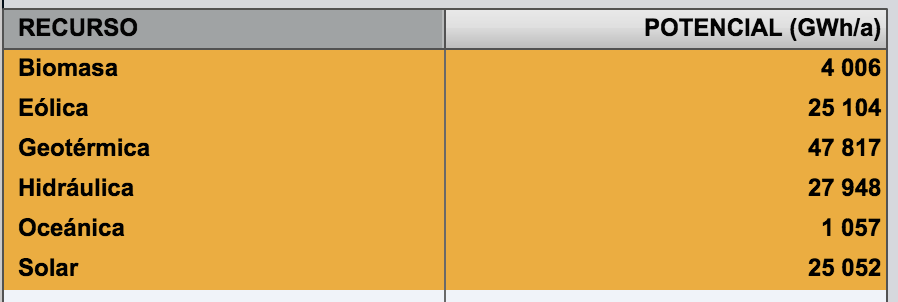 RECURSO POTENCIAL (GWh/a)
Biomasa 4 006
Eólica 25 104
Geotérmica 47 817
Hidráulica 27 948
Oceánica 1 057
Solar 25 052